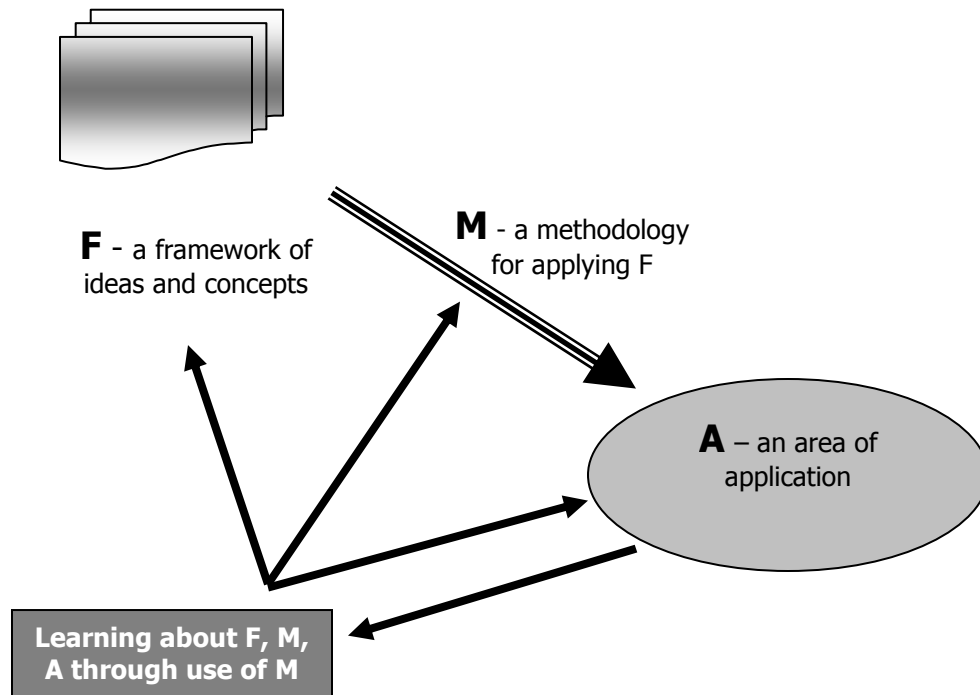 F - a framework of
ideas and concepts
M - a methodology
for applying F
A – an area of
application
Learning about F, M,
A through use of M